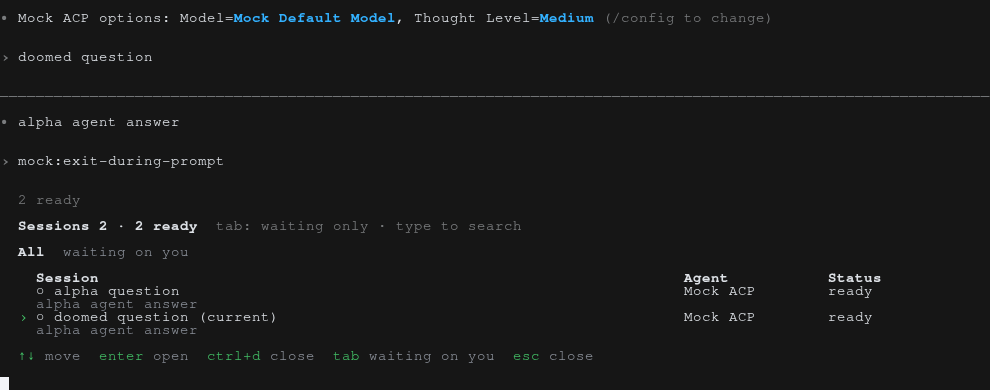 • Mock ACP options: Model=Mock Default Model, Thought Level=Medium (/config to change)
› doomed question
• alpha agent answer
› mock:exit-during-prompt
2 ready
Sessions 2 · 2 ready  tab: waiting only · type to search
All  waiting on you
Session  Agent  Status
○ alpha question  Mock ACP  ready
alpha agent answer
› ○ doomed question (current)  Mock ACP  ready
alpha agent answer
↑↓ move  enter open  ctrl+d close  tab waiting on you  esc close